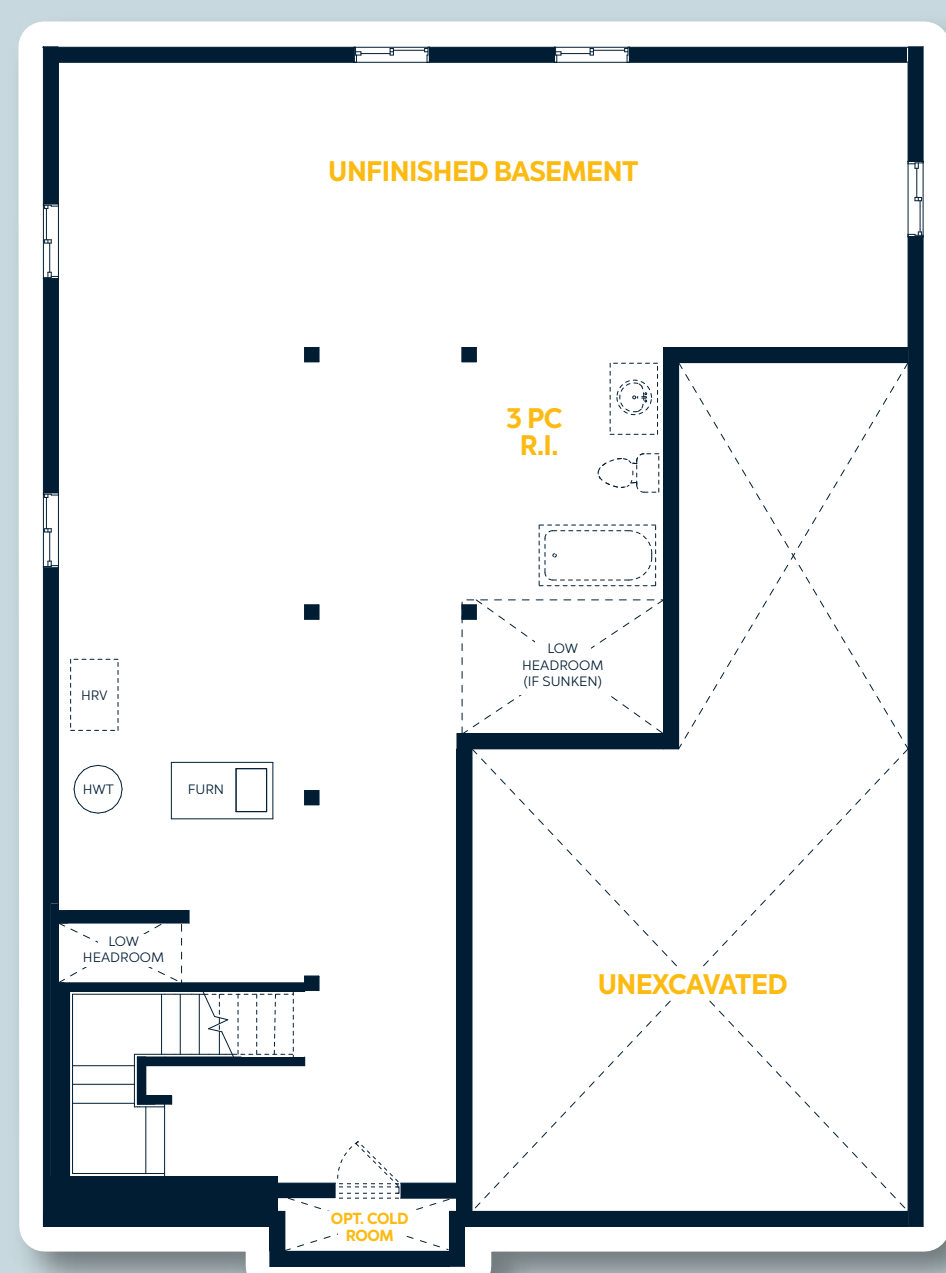 UNFINISHED BASEMENT
3 PC
R.I.
LOW
HEADROOM
(IF SUNKEN)
HRV
HWT
FURN
LOW
HEADROOM
UNEXCAVATED
OPT. COLD
ROOM